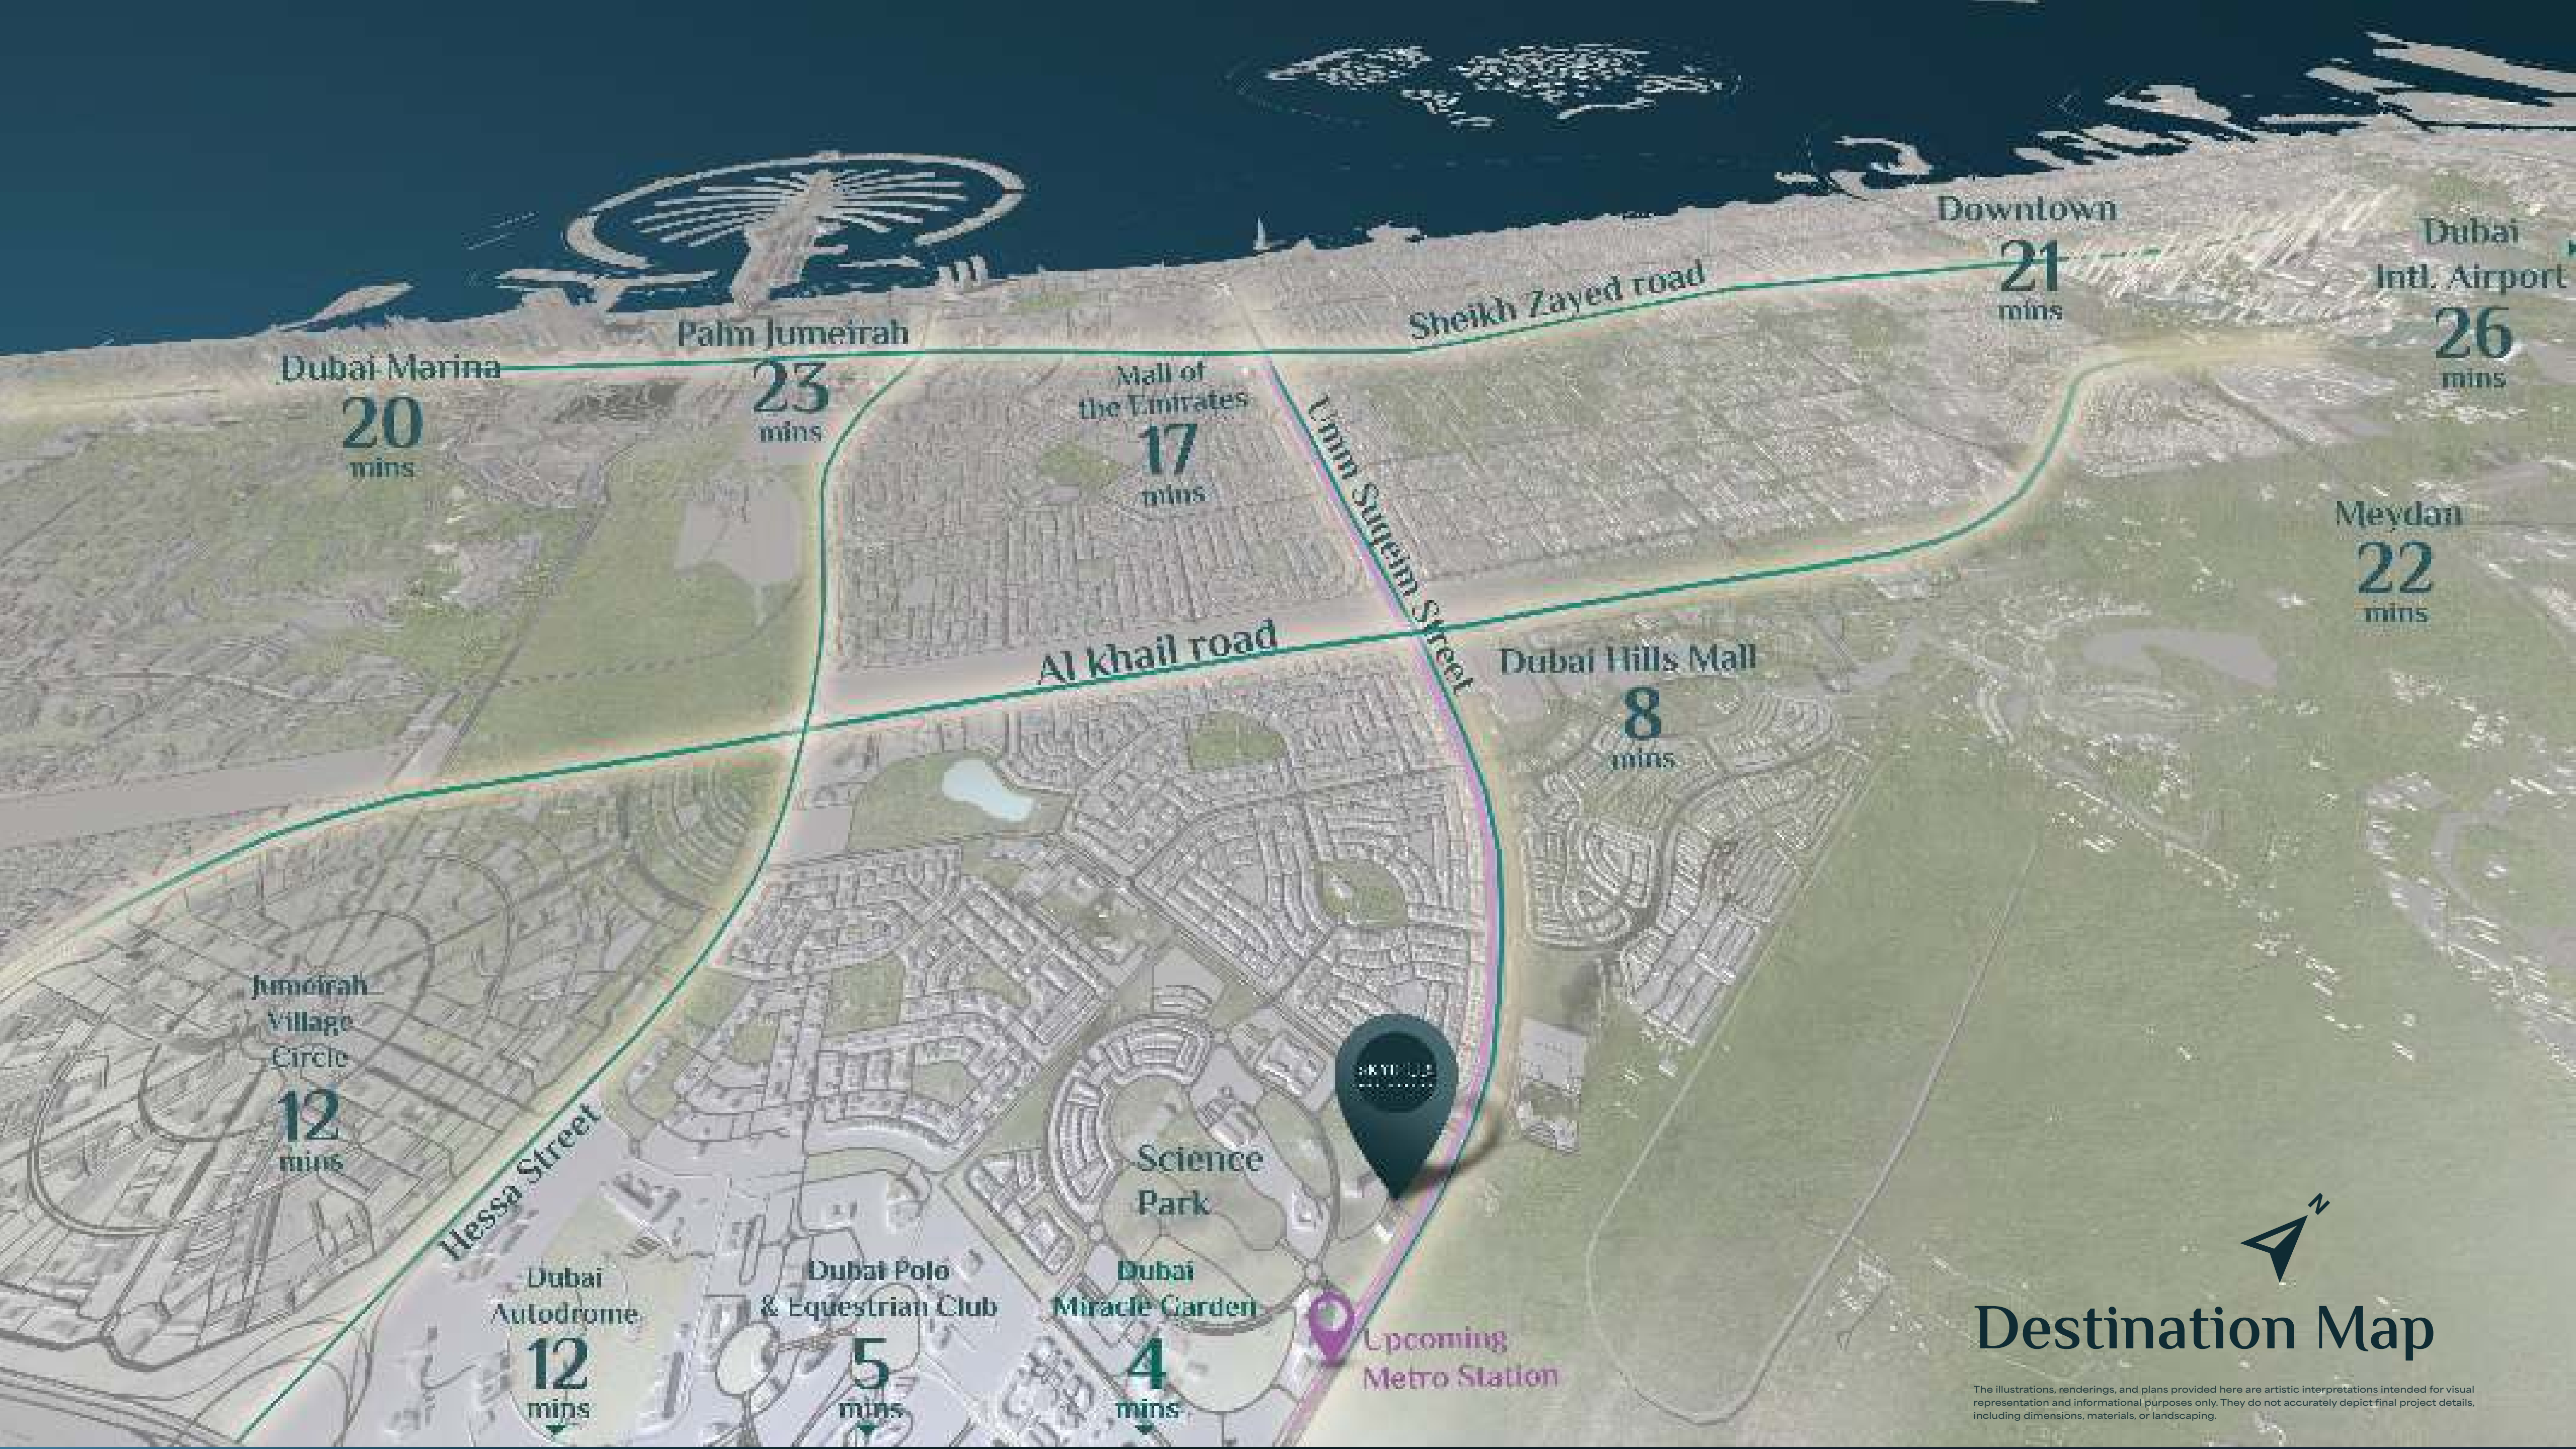 Downtown
21
mins
Dubai
Intl. Airport
26
mins
Sheikh Zayed road
Palm Jumeirah
23
mins
Dubai Marina
20
mins
Mall of
the Emirates
17
mins
Umm Suqeim Street
Meydan
22
mins
Al khail road
Dubai Hills Mall
8
mins
Jumeirah
Village
Circle
12
mins
Hessa Street
Science
Park
Dubai
Autodrome
12
mins
Dubai Polo
& Equestrian Club
5
mins
Dubai
Miracle Garden
4
mins
Upcoming
Metro Station
N
Destination Map
The illustrations, renderings, and plans provided here are artistic interpretations intended for visual
representation and informational purposes only. They do not accurately depict final project details,
including dimensions, materials, or landscaping.